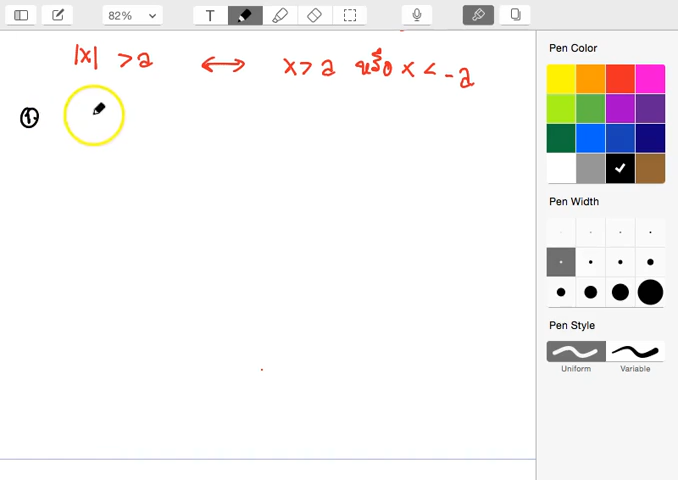 82%
T
|x| > a ↔ x > a หรือ x < -a
①
Pen Color
Pen Width
Pen Style
Uniform Variable